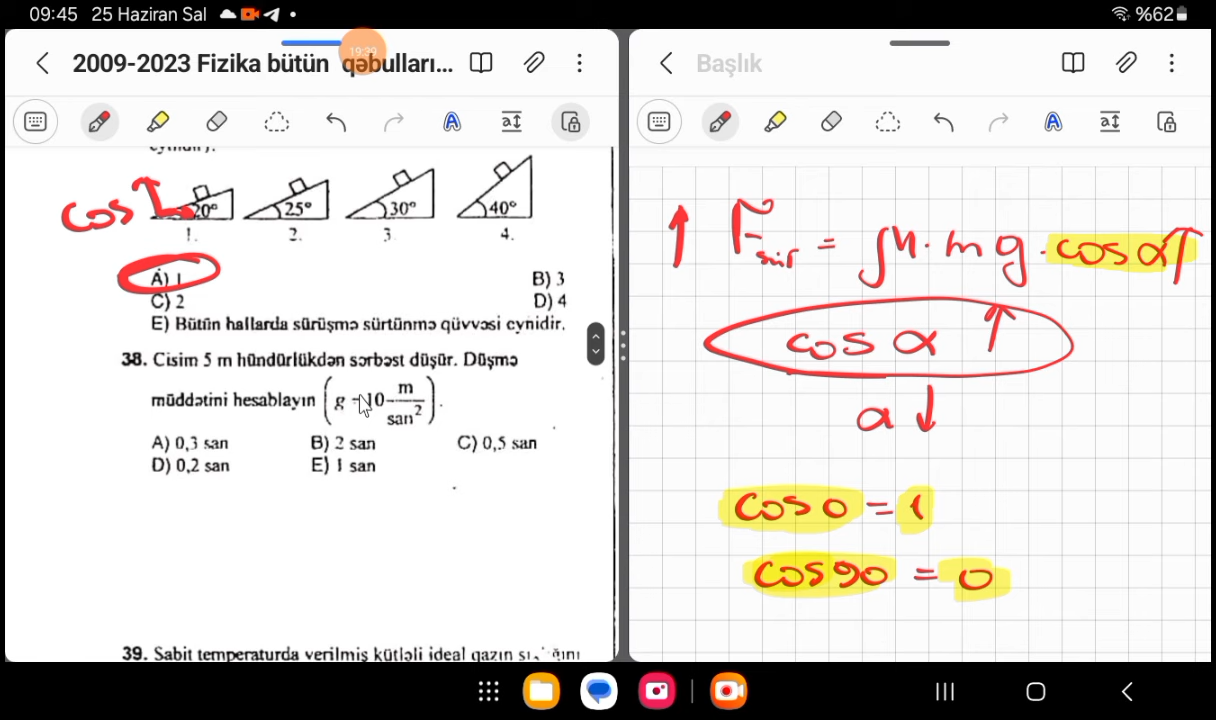 09:45 25 Haziran Sal %62
19:39
2009-2023 Fizika bütün qəbulları...
Başlık
cos
20° 25° 30° 40°
1. 2. 3. 4.
A) 1 B) 3
C) 2 D) 4
E) Bütün hallarda sürüşmə sürtünmə qüvvəsi eynidir.
38. Cisim 5 m hündürlükdən sərbəst düşür. Düşmə
müddətini hesablayın (g = 10 m/san²).
A) 0,3 san B) 2 san C) 0,5 san
D) 0,2 san E) 1 san
39. Sabit temperaturda verilmiş kütləli ideal qazın
↑ F sür = μ · mg · cos α ↑
cos α ↑
α ↓
cos 0 = 1
cos 90 = 0